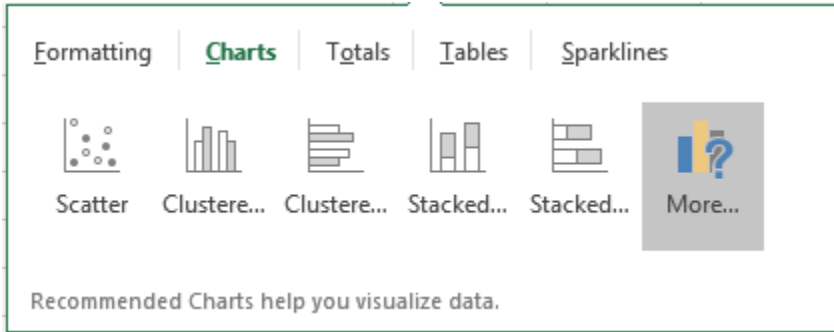 Formatting Charts Totals Tables Sparklines
Scatter Clustere... Clustere... Stacked... Stacked... More...
Recommended Charts help you visualize data.